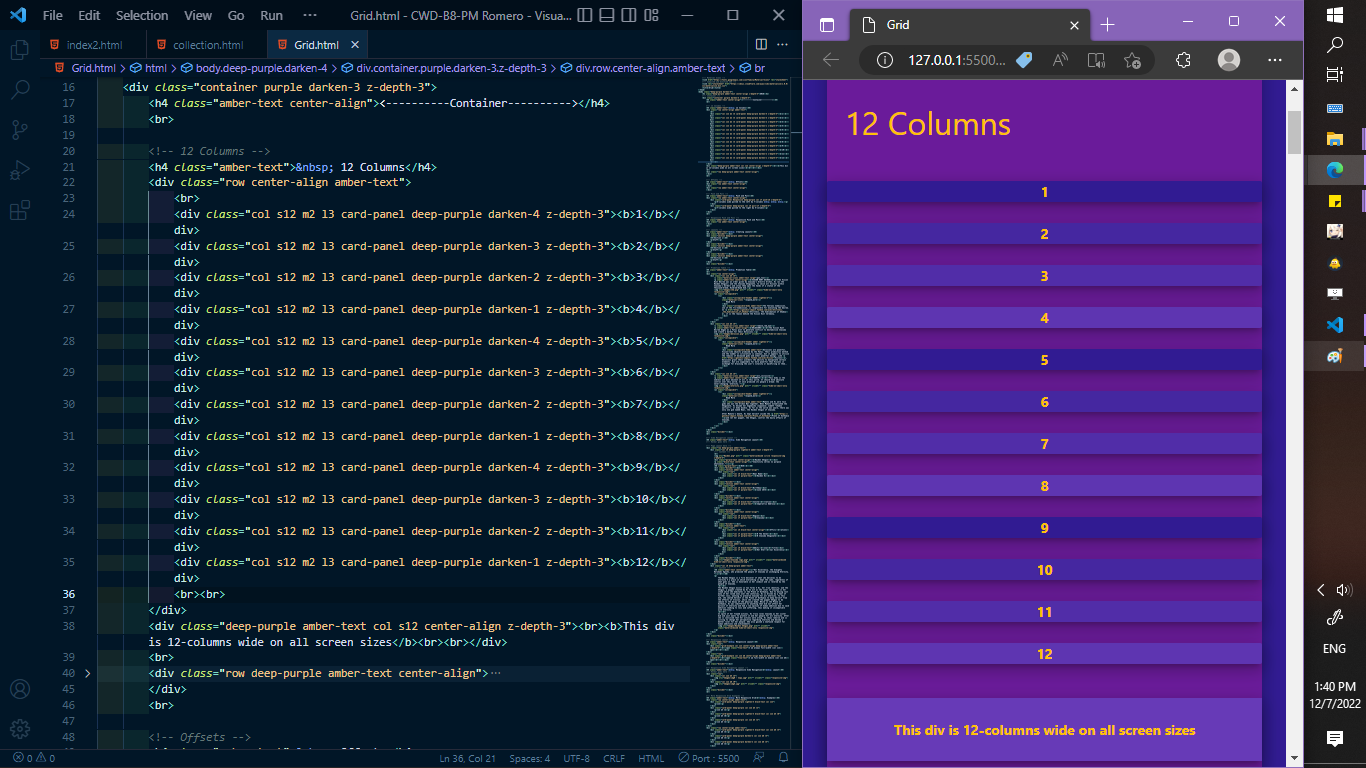 File Edit Selection View Go Run ··· Grid.html - CWD-B8-PM Romero - Visua...
index2.html collection.html Grid.html
Grid.html > html > body.deep-purple.darken-4 > div.container.purple.darken-3.z-depth-3 > div.row.center-align.amber-text > br
16 <div class="container purple darken-3 z-depth-3">
17 <h4 class="amber-text center-align"><----------Container----------></h4>
18 <br>
19
20 <!-- 12 Columns -->
21 <h4 class="amber-text">&nbsp; 12 Columns</h4>
22 <div class="row center-align amber-text">
23 <br>
24 <div class="col s12 m2 l3 card-panel deep-purple darken-4 z-depth-3"><b>1</b></
div>
25 <div class="col s12 m2 l3 card-panel deep-purple darken-3 z-depth-3"><b>2</b></
div>
26 <div class="col s12 m2 l3 card-panel deep-purple darken-2 z-depth-3"><b>3</b></
div>
27 <div class="col s12 m2 l3 card-panel deep-purple darken-1 z-depth-3"><b>4</b></
div>
28 <div class="col s12 m2 l3 card-panel deep-purple darken-4 z-depth-3"><b>5</b></
div>
29 <div class="col s12 m2 l3 card-panel deep-purple darken-3 z-depth-3"><b>6</b></
div>
30 <div class="col s12 m2 l3 card-panel deep-purple darken-2 z-depth-3"><b>7</b></
div>
31 <div class="col s12 m2 l3 card-panel deep-purple darken-1 z-depth-3"><b>8</b></
div>
32 <div class="col s12 m2 l3 card-panel deep-purple darken-4 z-depth-3"><b>9</b></
div>
33 <div class="col s12 m2 l3 card-panel deep-purple darken-3 z-depth-3"><b>10</b></
div>
34 <div class="col s12 m2 l3 card-panel deep-purple darken-2 z-depth-3"><b>11</b></
div>
35 <div class="col s12 m2 l3 card-panel deep-purple darken-1 z-depth-3"><b>12</b></
div>
36 <br><br>
37 </div>
38 <div class="deep-purple amber-text col s12 center-align z-depth-3"><br><b>This div
is 12-columns wide on all screen sizes</b><br><br></div>
39 <br>
40 <div class="row deep-purple amber-text center-align">···
45 </div>
46 <br>
47
48 <!-- Offsets -->
0 0 Ln 36, Col 21 Spaces: 4 UTF-8 CRLF HTML Port : 5500
Grid
127.0.0.1:5500...
12 Columns
1
2
3
4
5
6
7
8
9
10
11
12
This div is 12-columns wide on all screen sizes
ENG
1:40 PM
12/7/2022